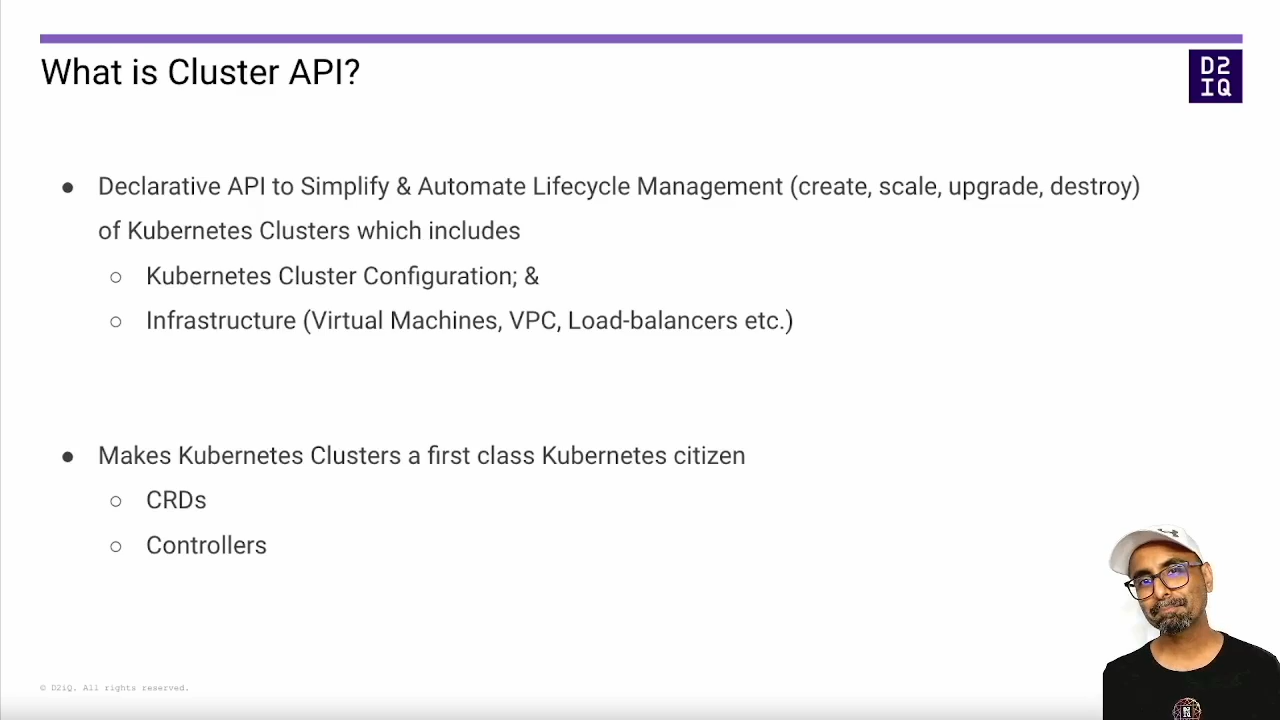 What is Cluster API?
D2
IQ
● Declarative API to Simplify & Automate Lifecycle Management (create, scale, upgrade, destroy)
of Kubernetes Clusters which includes
○ Kubernetes Cluster Configuration; &
○ Infrastructure (Virtual Machines, VPC, Load-balancers etc.)
● Makes Kubernetes Clusters a first class Kubernetes citizen
○ CRDs
○ Controllers
© D2iQ. All rights reserved.